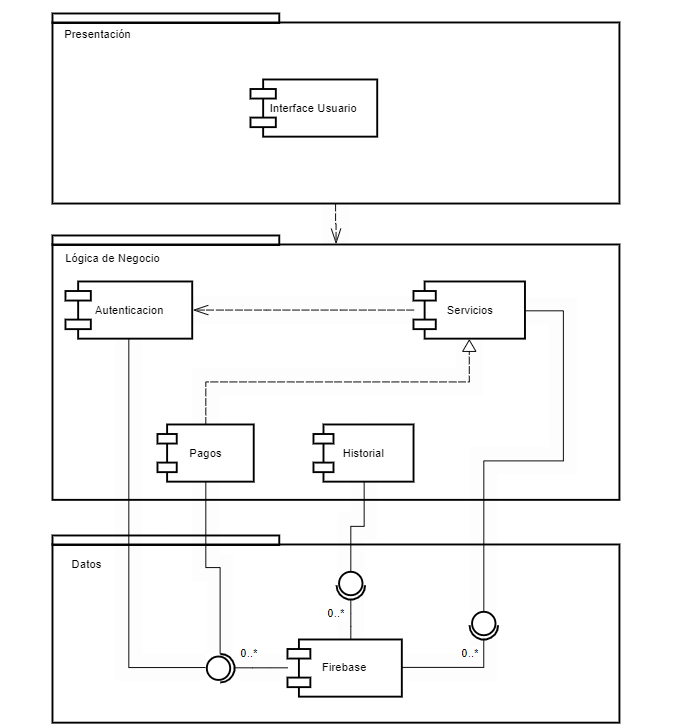 Presentación
Interface Usuario
Lógica de Negocio
Autenticacion
Servicios
Pagos
Historial
Datos
0..*
0..*
0..*
Firebase